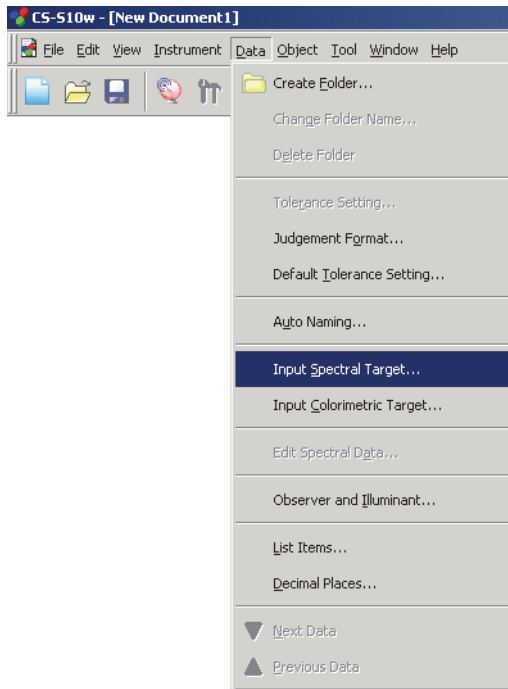 CS-S10w - [New Document1]
File Edit View Instrument Data Object Tool Window Help
Create Folder...
Change Folder Name...
Delete Folder
Tolerance Setting...
Judgement Format...
Default Tolerance Setting...
Auto Naming...
Input Spectral Target...
Input Colorimetric Target...
Edit Spectral Data...
Observer and Illuminant...
List Items...
Decimal Places...
Next Data
Previous Data